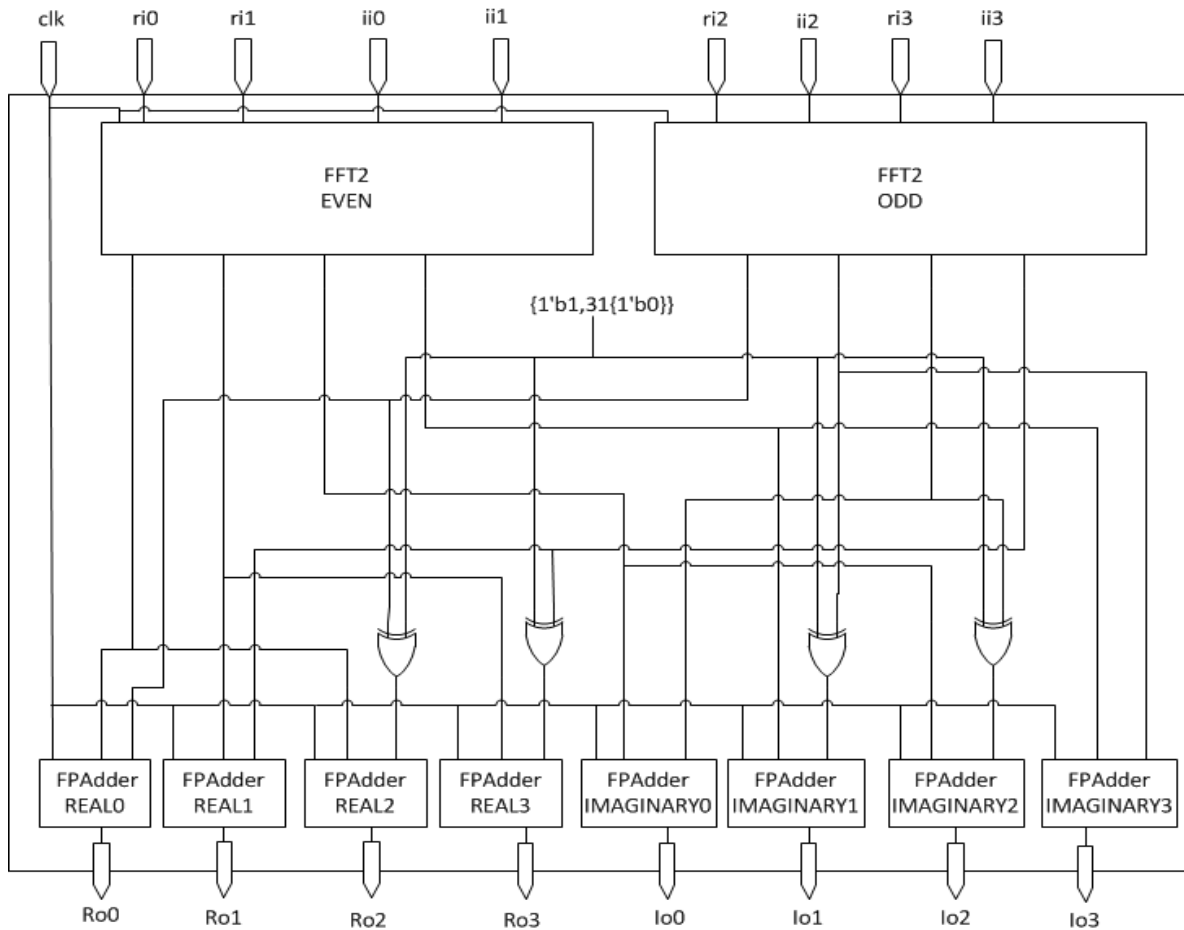 clk ri0 ri1 ii0 ii1 ri2 ii2 ri3 ii3
FFT2
EVEN
FFT2
ODD
{1'b1,31{1'b0}}
FPAdder
REAL0
FPAdder
REAL1
FPAdder
REAL2
FPAdder
REAL3
FPAdder
IMAGINARY0
FPAdder
IMAGINARY1
FPAdder
IMAGINARY2
FPAdder
IMAGINARY3
Ro0 Ro1 Ro2 Ro3 Io0 Io1 Io2 Io3